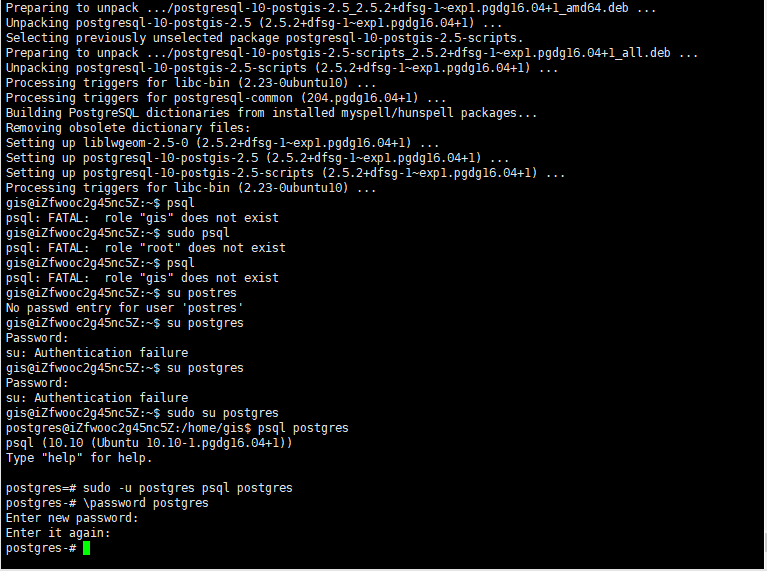 Preparing to unpack .../postgresql-10-postgis-2.5_2.5.2+dfsg-1~exp1.pgdg16.04+1_amd64.deb ...
Unpacking postgresql-10-postgis-2.5 (2.5.2+dfsg-1~exp1.pgdg16.04+1) ...
Selecting previously unselected package postgresql-10-postgis-2.5-scripts.
Preparing to unpack .../postgresql-10-postgis-2.5-scripts_2.5.2+dfsg-1~exp1.pgdg16.04+1_all.deb ...
Unpacking postgresql-10-postgis-2.5-scripts (2.5.2+dfsg-1~exp1.pgdg16.04+1) ...
Processing triggers for libc-bin (2.23-0ubuntu10) ...
Processing triggers for postgresql-common (204.pgdg16.04+1) ...
Building PostgreSQL dictionaries from installed myspell/hunspell packages...
Removing obsolete dictionary files:
Setting up liblwgeom-2.5-0 (2.5.2+dfsg-1~exp1.pgdg16.04+1) ...
Setting up postgresql-10-postgis-2.5 (2.5.2+dfsg-1~exp1.pgdg16.04+1) ...
Setting up postgresql-10-postgis-2.5-scripts (2.5.2+dfsg-1~exp1.pgdg16.04+1) ...
Processing triggers for libc-bin (2.23-0ubuntu10) ...
gis@iZfwooc2g45nc5Z:~$ psql
psql: FATAL:  role "gis" does not exist
gis@iZfwooc2g45nc5Z:~$ sudo psql
psql: FATAL:  role "root" does not exist
gis@iZfwooc2g45nc5Z:~$ psql
psql: FATAL:  role "gis" does not exist
gis@iZfwooc2g45nc5Z:~$ su postres
No passwd entry for user 'postres'
gis@iZfwooc2g45nc5Z:~$ su postgres
Password:
su: Authentication failure
gis@iZfwooc2g45nc5Z:~$ su postgres
Password:
su: Authentication failure
gis@iZfwooc2g45nc5Z:~$ sudo su postgres
postgres@iZfwooc2g45nc5Z:/home/gis$ psql postgres
psql (10.10 (Ubuntu 10.10-1.pgdg16.04+1))
Type "help" for help.
postgres=# sudo -u postgres psql postgres
postgres-# \password postgres
Enter new password:
Enter it again:
postgres-#